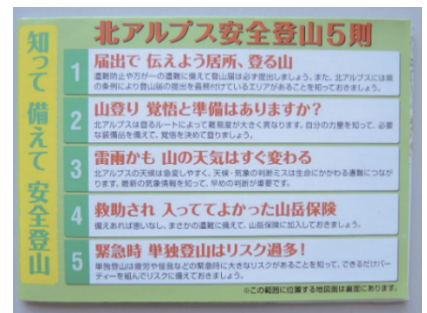 北アルプス安全登山5則
知って 備えて 安全登山
1
届出で 伝えよう居所、登る山
遭難防止や万が一の遭難に備えて登山届は必ず提出しましょう。また、北アルプスには県
の条例により登山届の提出を義務付けているエリアがあることを知っておきましょう。
2
山登り 覚悟と準備はありますか?
北アルプスは登るルートによって難易度が大きく異なります。自分の力量を知って、必要
な装備品を備えて、覚悟を決めて登りましょう。
3
雷雨かも 山の天気はすぐ変わる
北アルプスの天候は急変しやすく、天候・気象の判断ミスは生命にかかわる遭難につなが
ります。最新の気象情報を知って、早めの判断が重要です。
4
救助され 入っててよかった山岳保険
備えあれば患いなし、まさかの遭難に備えて、山岳保険に加入しておきましょう。
5
緊急時 単独登山はリスク過多!
単独登山は疲労や怪我などの緊急時に大きなリスクがあることを知って、できるだけパー
ティーを組んでリスクに備えておきましょう。
※この範囲に位置する地図面は裏面にあります。